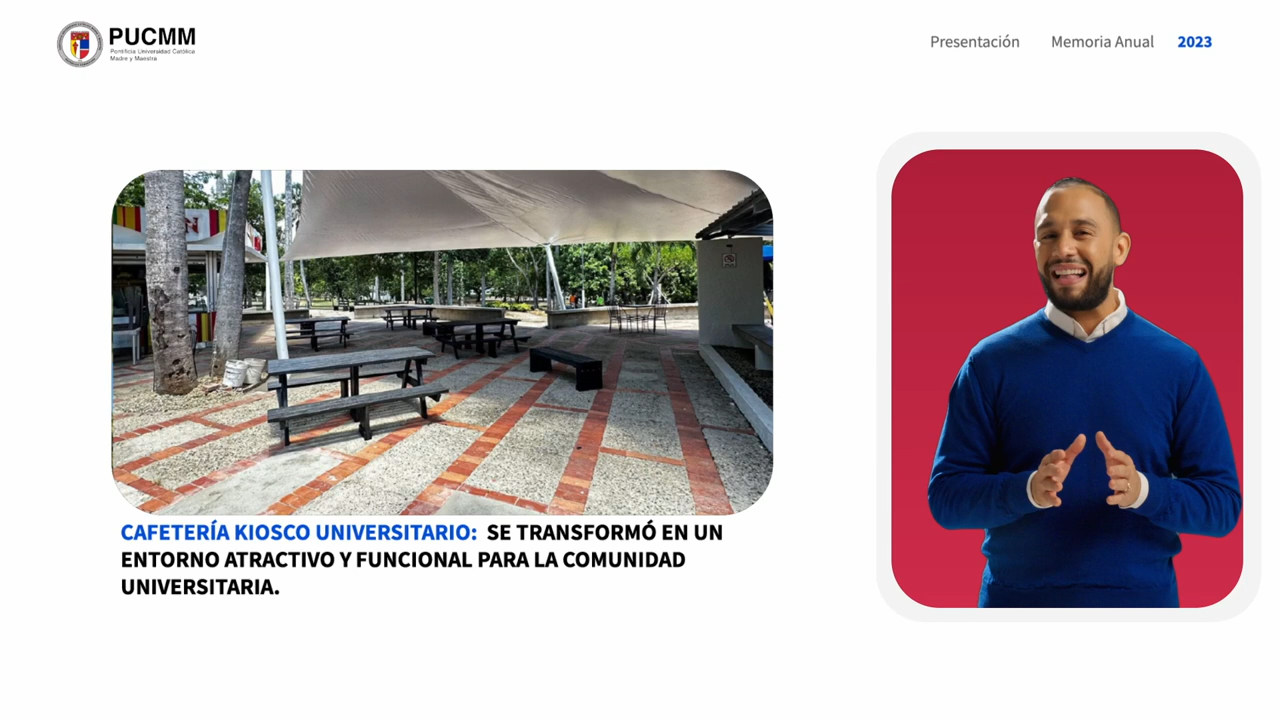 PUCMM
Pontificia Universidad Católica
Madre y Maestra
Presentación Memoria Anual 2023
CAFETERÍA KIOSCO UNIVERSITARIO: SE TRANSFORMÓ EN UN
ENTORNO ATRACTIVO Y FUNCIONAL PARA LA COMUNIDAD
UNIVERSITARIA.